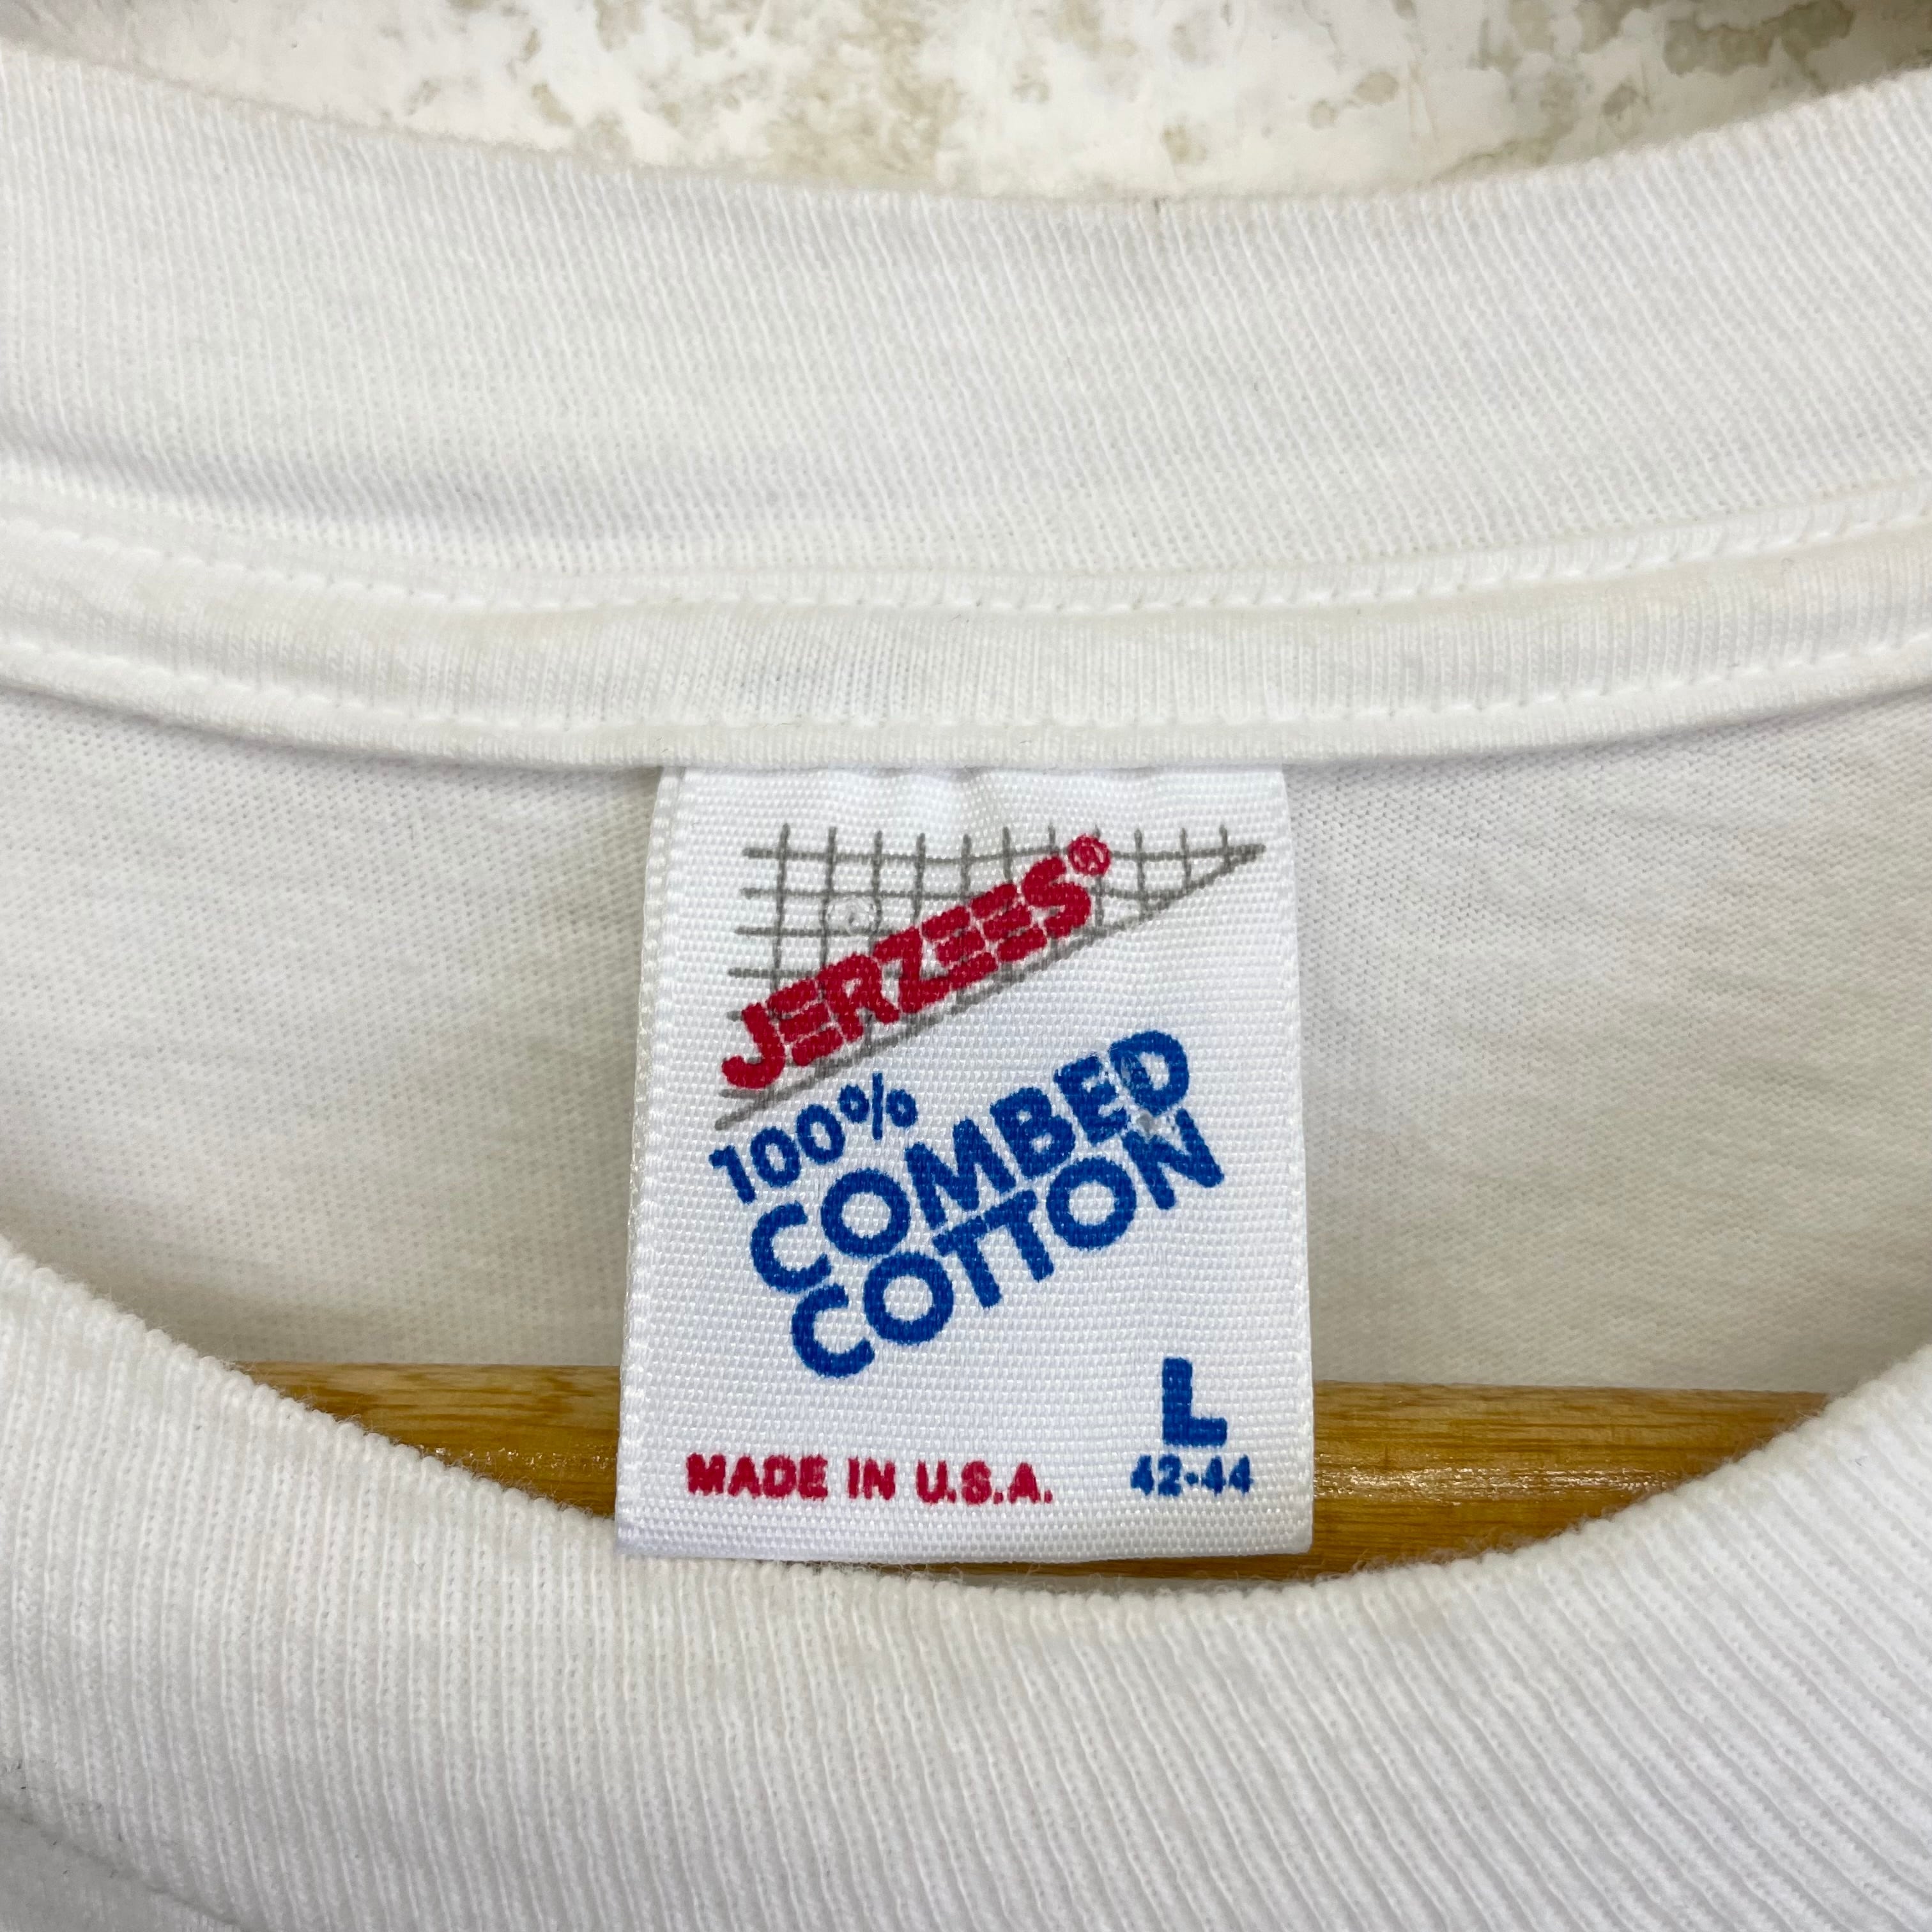 JERZEES®
100%
COMBED
COTTON
L
MADE IN U.S.A. 42-44